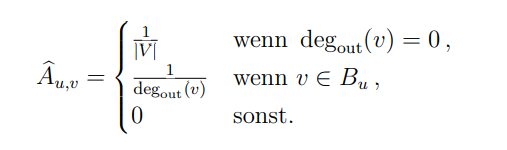 1/|V| wenn deg_out(v) = 0 ,
Â_{u,v} = { 1/deg_out(v) wenn v ∈ B_u ,
0 sonst.